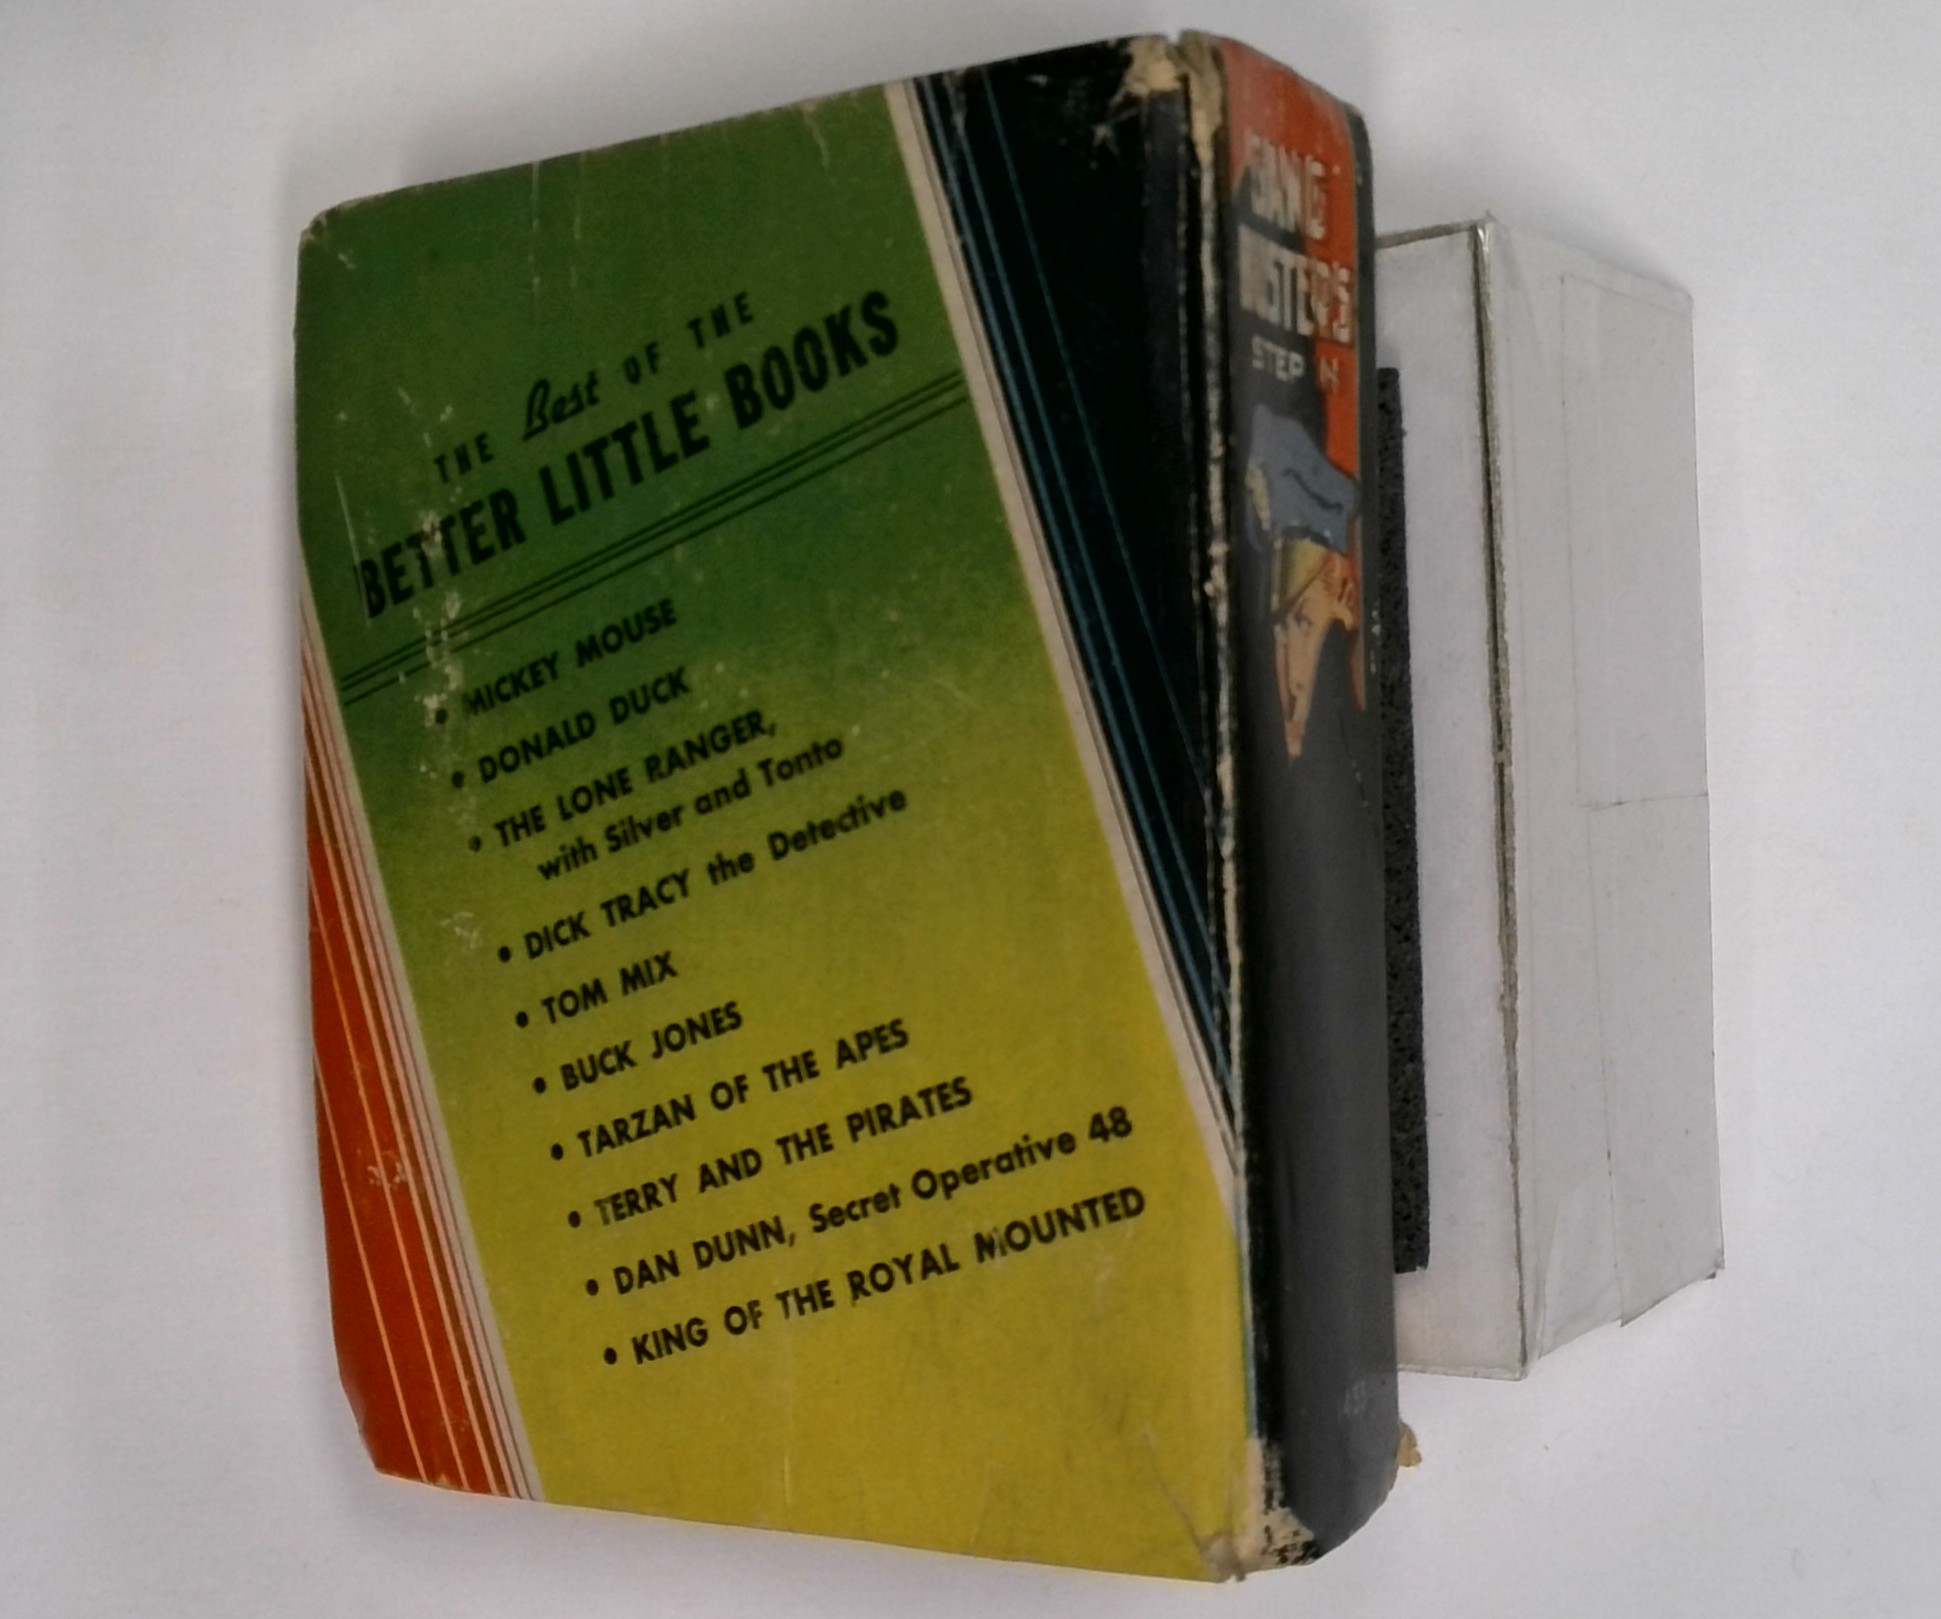 THE Best OF THE
BETTER LITTLE BOOKS
• MICKEY MOUSE
• DONALD DUCK
• THE LONE RANGER,
with Silver and Tonto
• DICK TRACY the Detective
• TOM MIX
• BUCK JONES
• TARZAN OF THE APES
• TERRY AND THE PIRATES
• DAN DUNN, Secret Operative 48
• KING OF THE ROYAL MOUNTED
GANG
BUSTERS
STEP IN